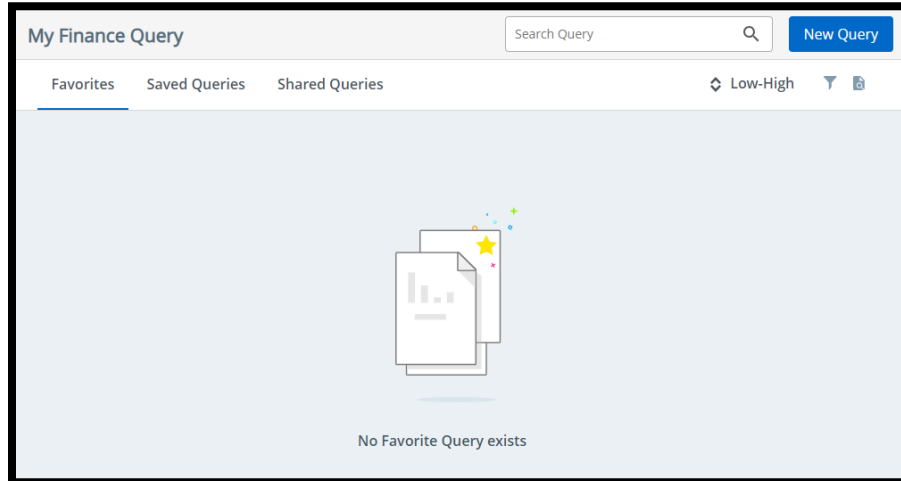 My Finance Query
Search Query
New Query
Favorites Saved Queries Shared Queries
Low-High
No Favorite Query exists